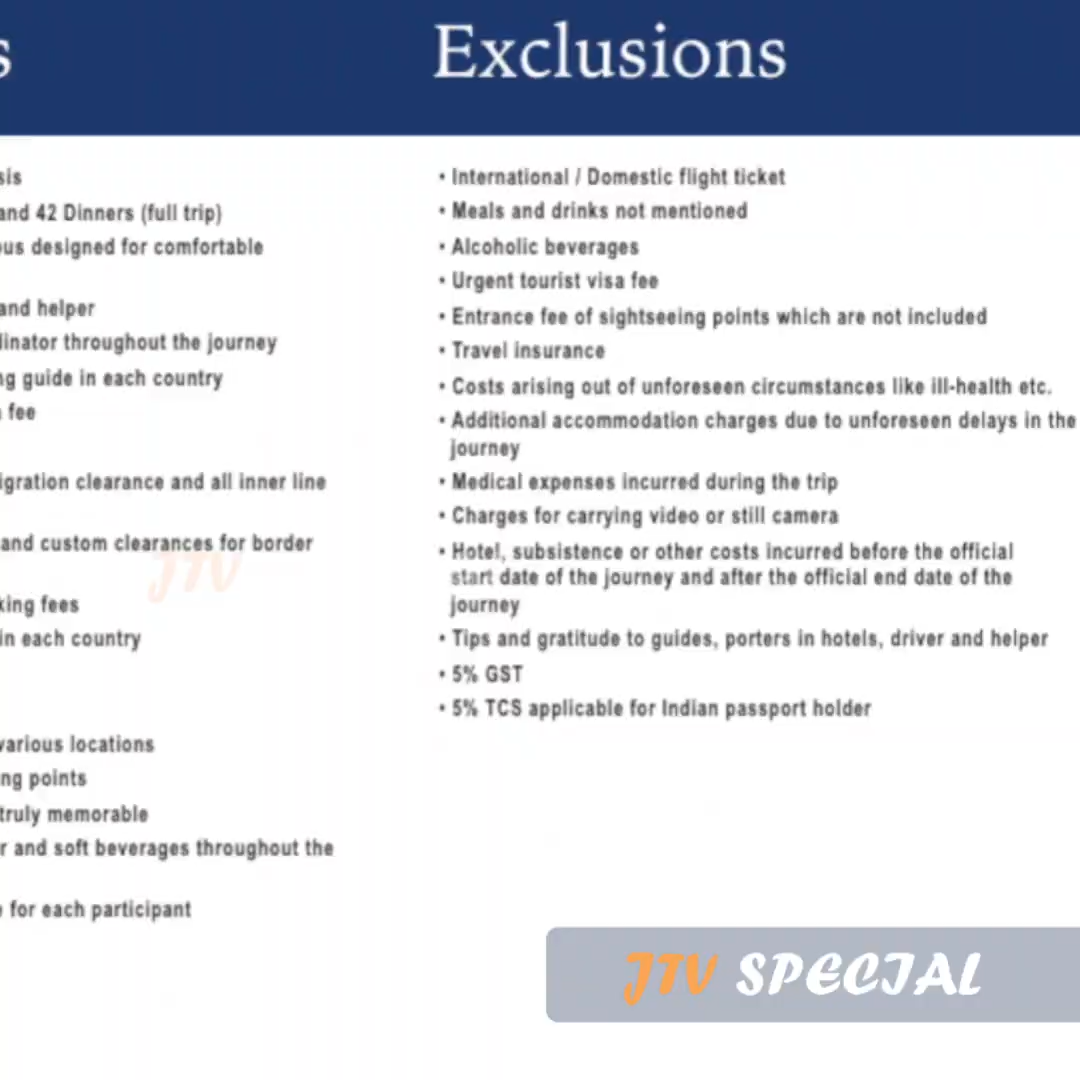 s
Exclusions
sis
and 42 Dinners (full trip)
ous designed for comfortable
and helper
linator throughout the journey
ng guide in each country
fee
igration clearance and all inner line
and custom clearances for border
JTV
king fees
in each country
various locations
ng points
truly memorable
r and soft beverages throughout the
for each participant
• International / Domestic flight ticket
• Meals and drinks not mentioned
• Alcoholic beverages
• Urgent tourist visa fee
• Entrance fee of sightseeing points which are not included
• Travel insurance
• Costs arising out of unforeseen circumstances like ill-health etc.
• Additional accommodation charges due to unforeseen delays in the
journey
• Medical expenses incurred during the trip
• Charges for carrying video or still camera
• Hotel, subsistence or other costs incurred before the official
start date of the journey and after the official end date of the
journey
• Tips and gratitude to guides, porters in hotels, driver and helper
• 5% GST
• 5% TCS applicable for Indian passport holder
JTV SPECIAL